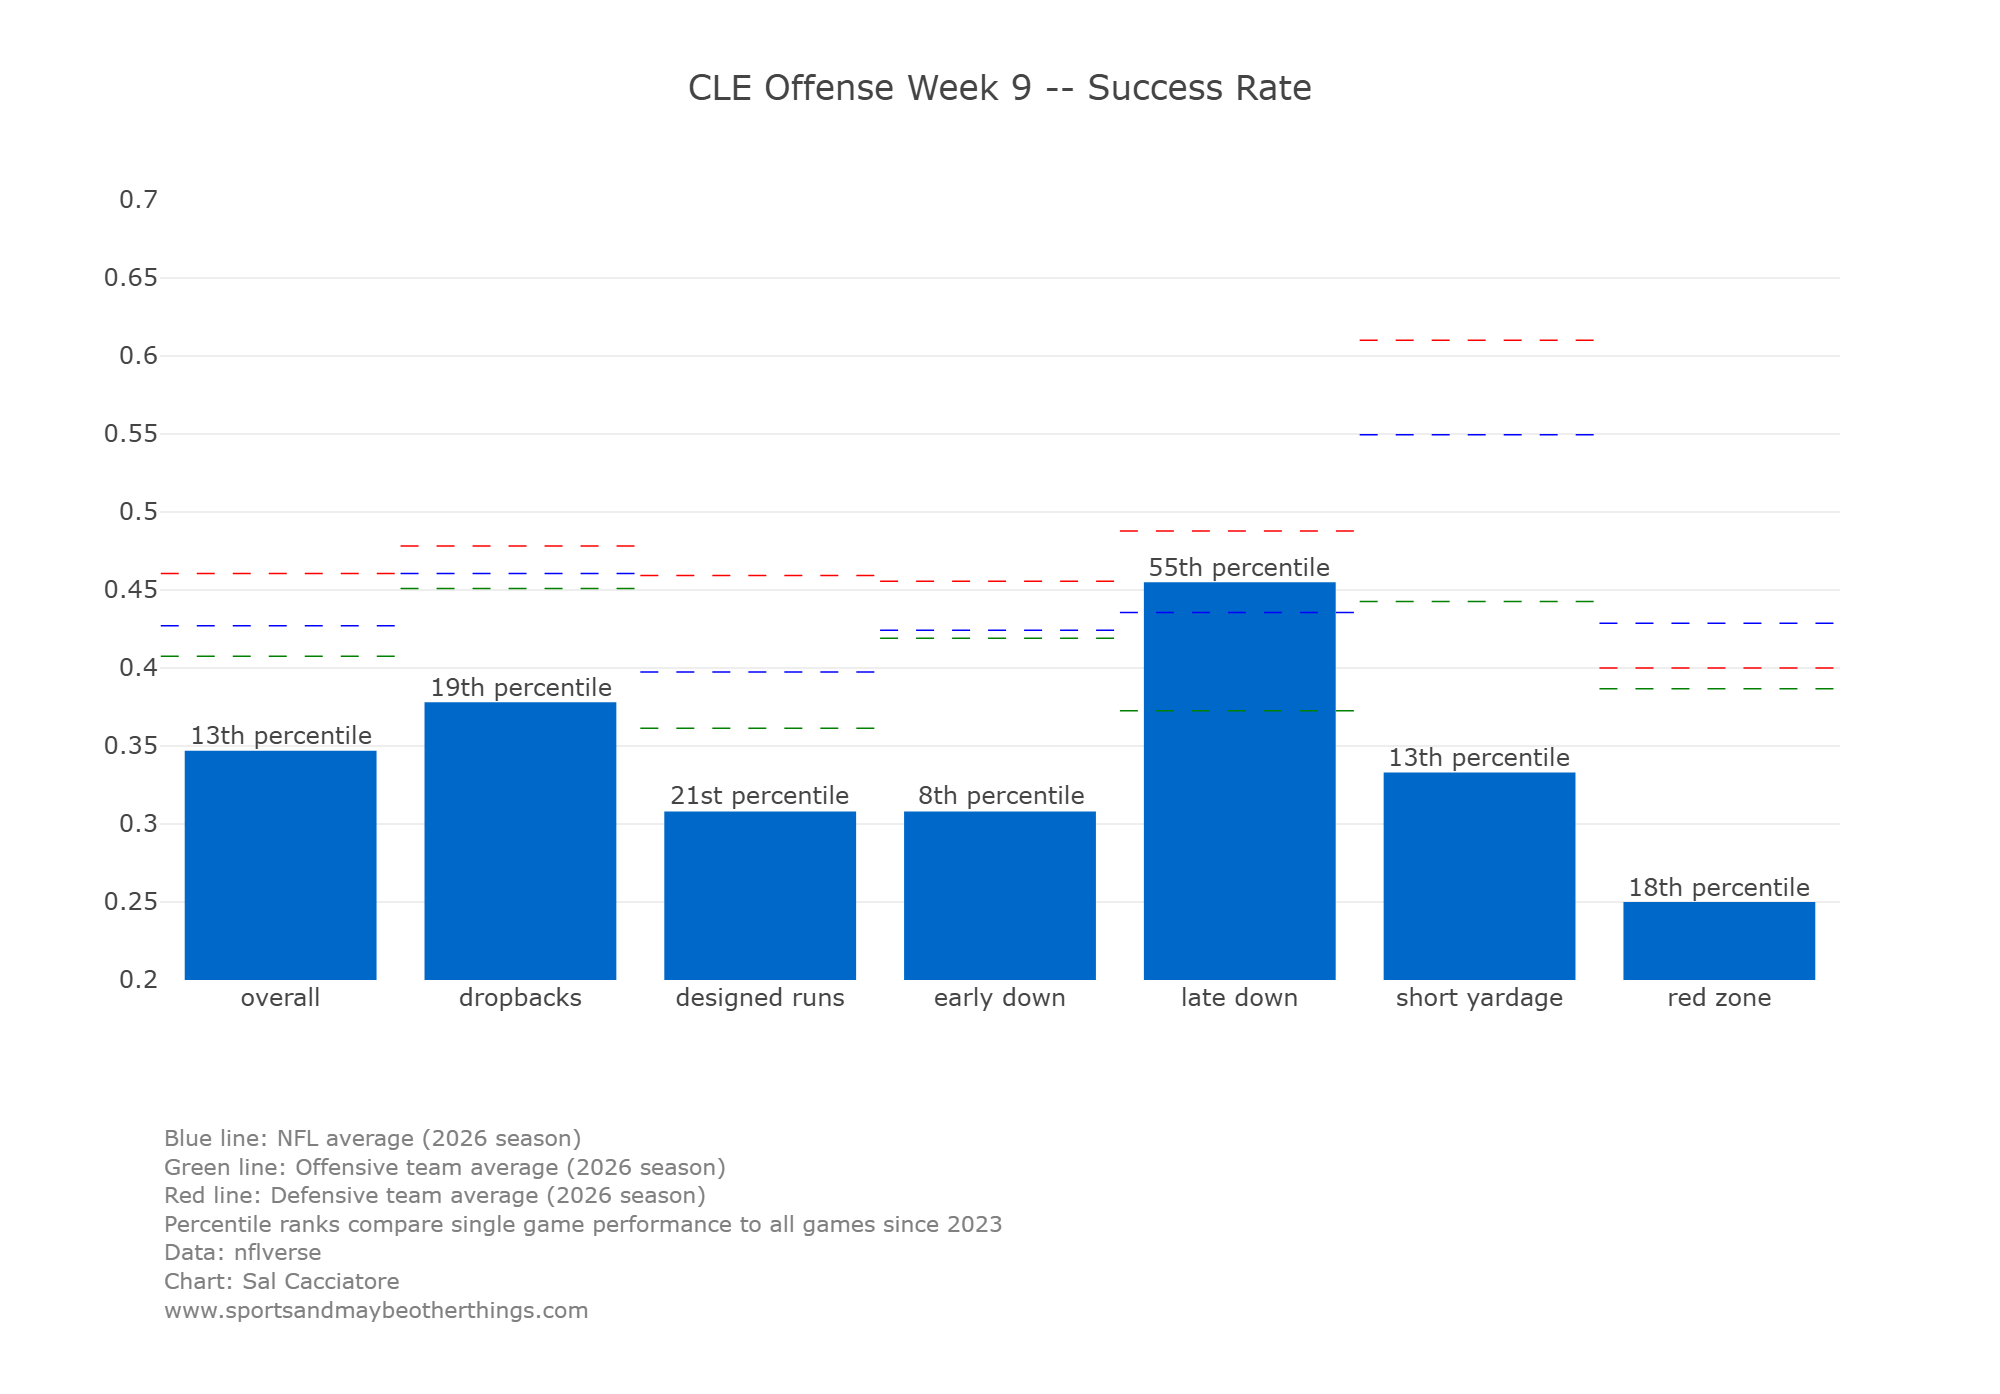 CLE Offense Week 9 -- Success Rate
0.7
0.65
0.6
0.55
0.5
0.45
0.4
0.35
0.3
0.25
0.2
13th percentile
19th percentile
21st percentile
8th percentile
55th percentile
13th percentile
18th percentile
overall
dropbacks
designed runs
early down
late down
short yardage
red zone
Blue line: NFL average (2026 season)
Green line: Offensive team average (2026 season)
Red line: Defensive team average (2026 season)
Percentile ranks compare single game performance to all games since 2023
Data: nflverse
Chart: Sal Cacciatore
www.sportsandmaybeotherthings.com